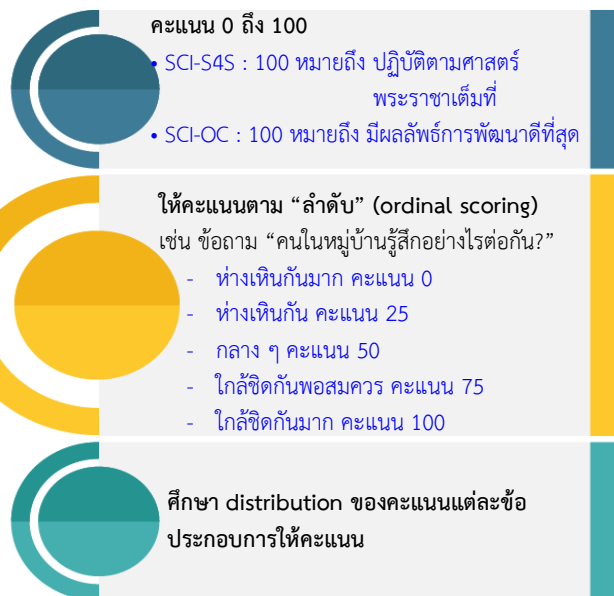 คะแนน 0 ถึง 100
• SCI-S4S : 100 หมายถึง ปฏิบัติตามศาสตร์
พระราชาเต็มที่
• SCI-OC : 100 หมายถึง มีผลลัพธ์การพัฒนาดีที่สุด
ให้คะแนนตาม “ลำดับ” (ordinal scoring)
เช่น ข้อถาม “คนในหมู่บ้านรู้สึกอย่างไรต่อกัน?”
- ห่างเหินกันมาก คะแนน 0
- ห่างเหินกัน คะแนน 25
- กลาง ๆ คะแนน 50
- ใกล้ชิดกันพอสมควร คะแนน 75
- ใกล้ชิดกันมาก คะแนน 100
ศึกษา distribution ของคะแนนแต่ละข้อ
ประกอบการให้คะแนน